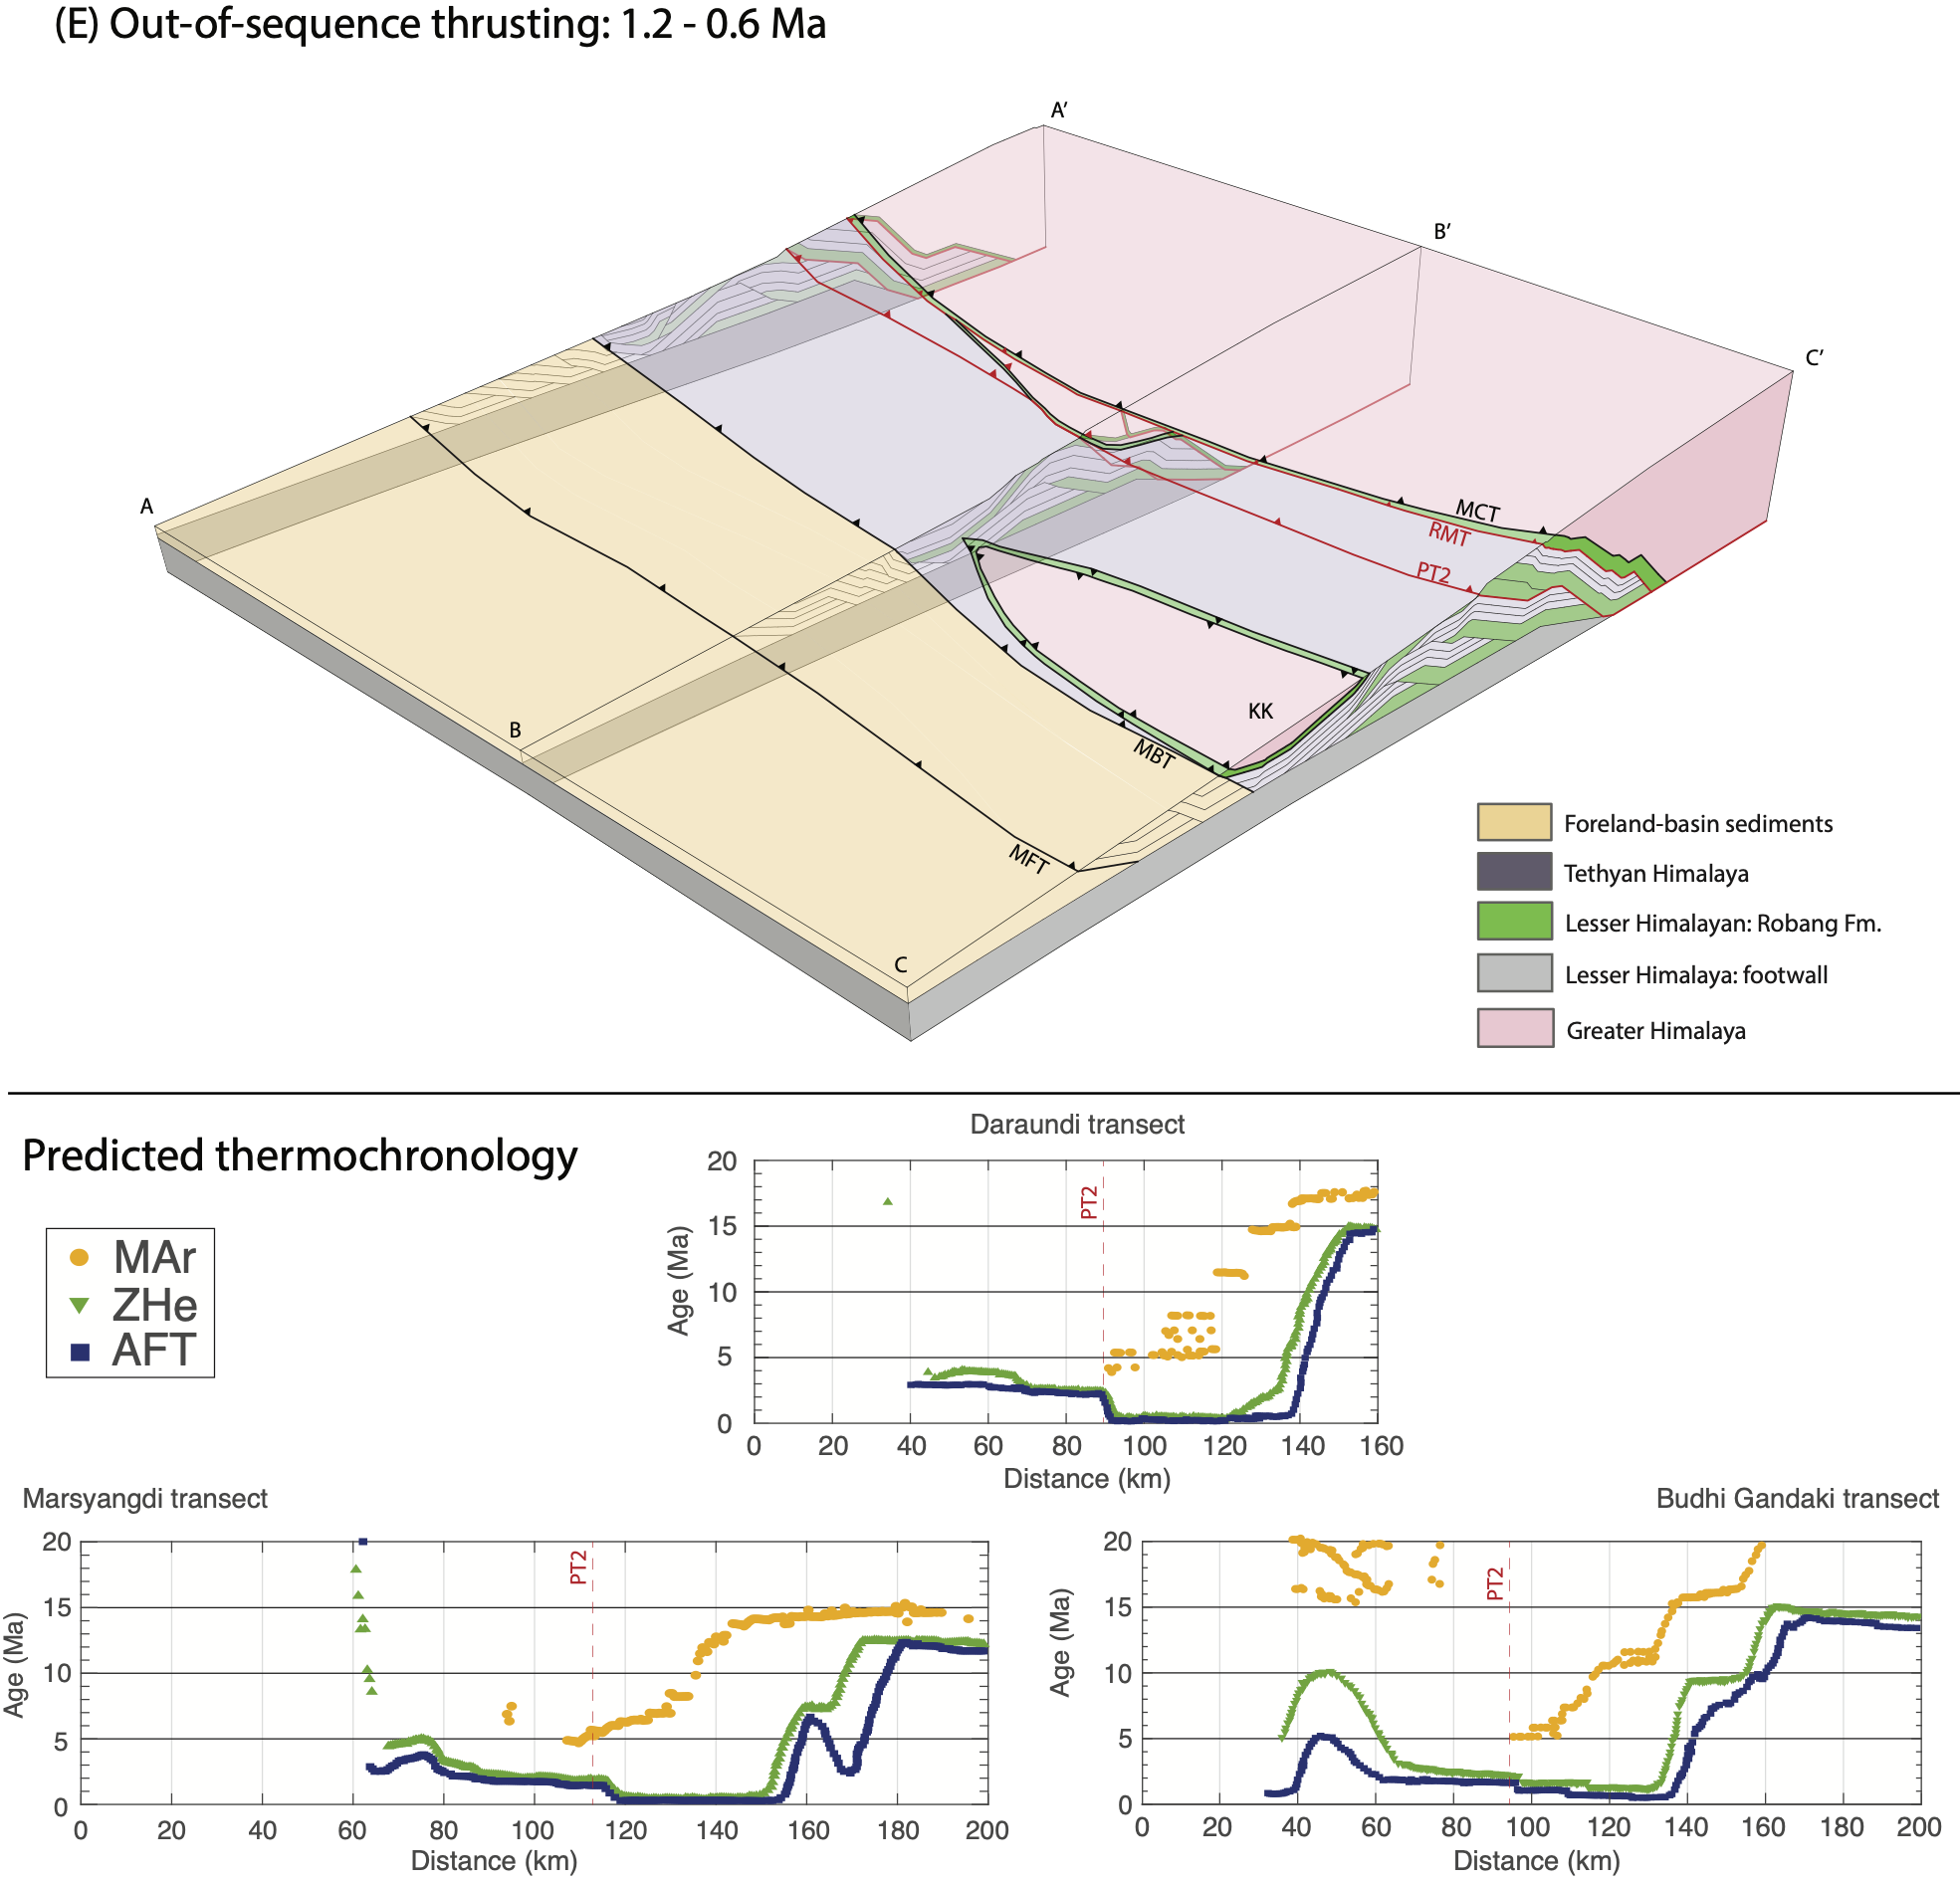 (E) Out-of-sequence thrusting: 1.2 - 0.6 Ma
A′
B′
C′
A
MCT
RMT
PT2
KK
B
MBT
MFT
C
Foreland-basin sediments
Tethyan Himalaya
Lesser Himalayan: Robang Fm.
Lesser Himalaya: footwall
Greater Himalaya
Predicted thermochronology
MAr
ZHe
AFT
Daraundi transect
20
15
10
5
0
Age (Ma)
PT2
0 20 40 60 80 100 120 140 160
Distance (km)
Marsyangdi transect
20
15
10
5
0
Age (Ma)
PT2
0 20 40 60 80 100 120 140 160 180 200
Distance (km)
Budhi Gandaki transect
20
15
10
5
0
Age (Ma)
PT2
0 20 40 60 80 100 120 140 160 180 200
Distance (km)